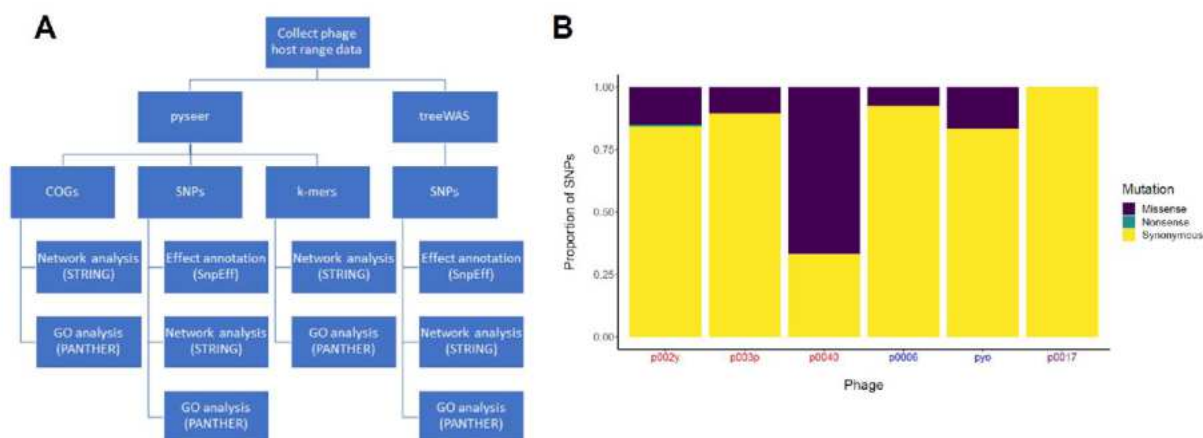 A
Collect phage
host range data
pyseer
treeWAS
COGs
SNPs
k-mers
SNPs
Network analysis
(STRING)
Effect annotation
(SnpEff)
Network analysis
(STRING)
Effect annotation
(SnpEff)
GO analysis
(PANTHER)
Network analysis
(STRING)
GO analysis
(PANTHER)
Network analysis
(STRING)
GO analysis
(PANTHER)
GO analysis
(PANTHER)
B
Proportion of SNPs
1.00
0.75
0.50
0.25
0.00
p002y
p033p
p0040
p0006
pyo
p0017
Phage
Mutation
Missense
Nonsense
Synonymous